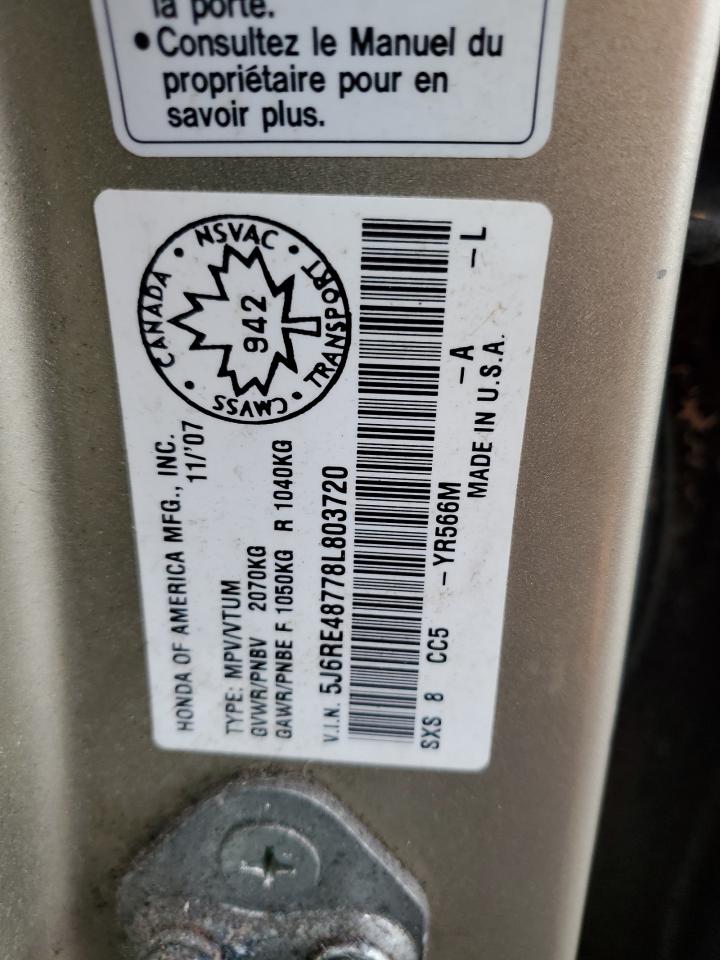 la porte.
• Consultez le Manuel du
propriétaire pour en
savoir plus.
CANADA • NSVAC • TRANSPORT • CMVSS •
942
HONDA OF AMERICA MFG., INC.
11/'07
TYPE: MPV/VTUM
GVWR/PNBV 2070KG
GAWR/PNBE F 1050KG R 1040KG
V.I.N. 5J6RE48778L803720
SXS 8 CC5 -YR566M -A -L
MADE IN U.S.A.